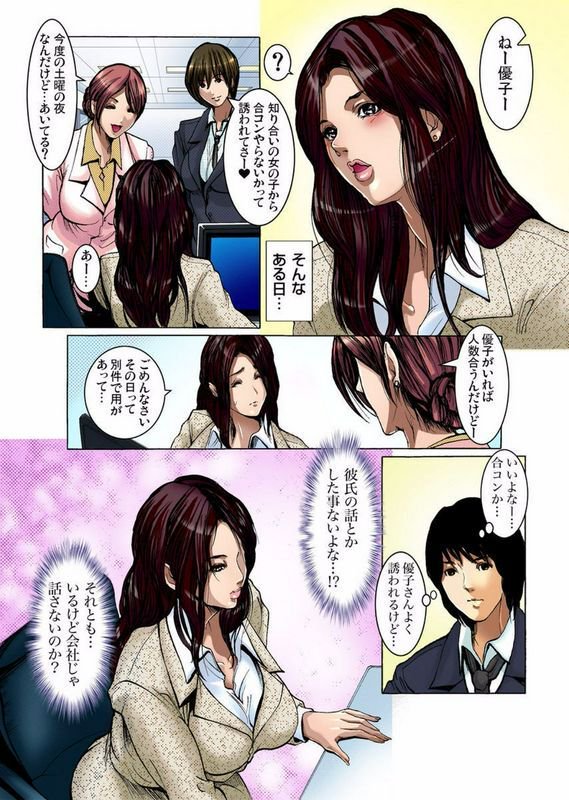 ねー優子ー
?
知り合いの女の子から
合コンやらないかって
誘われてさー♥
今度の土曜の夜
なんだけど…あいてる?
あー…
そんな
ある日…
優子がいれば
人数合うんだけどー
ごめんなさい
その日って
別件で用が
あって…
いいよなー…
合コンか…
優子さんよく
誘われるけど…
彼氏の話とか
した事ないよな…!?
それとも…
いるけど会社じゃ
話さないのか?